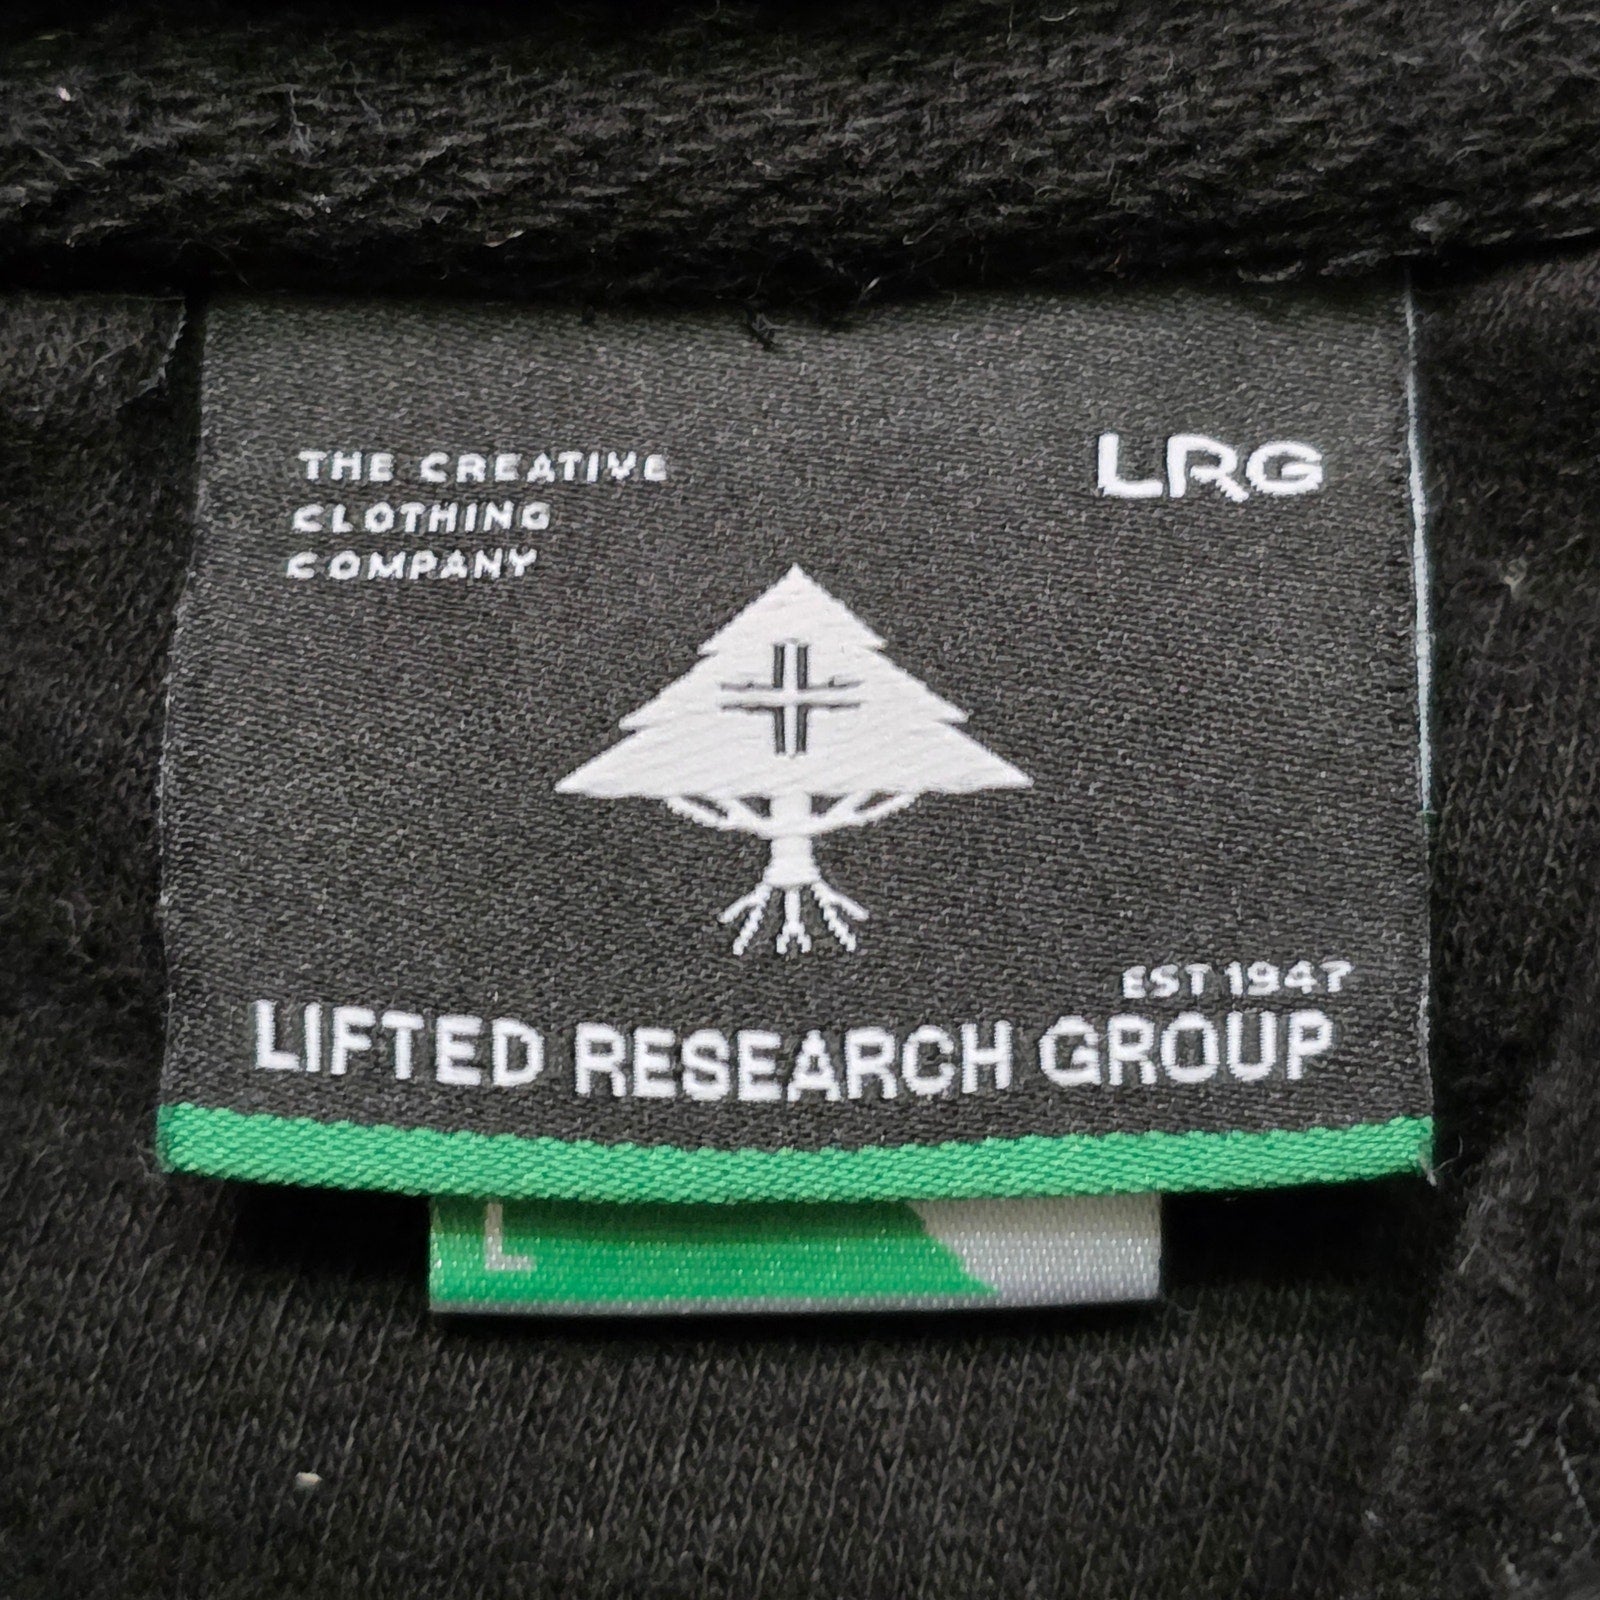 THE CREATIVE
CLOTHING
COMPANY
LRG
EST 1947
LIFTED RESEARCH GROUP
L